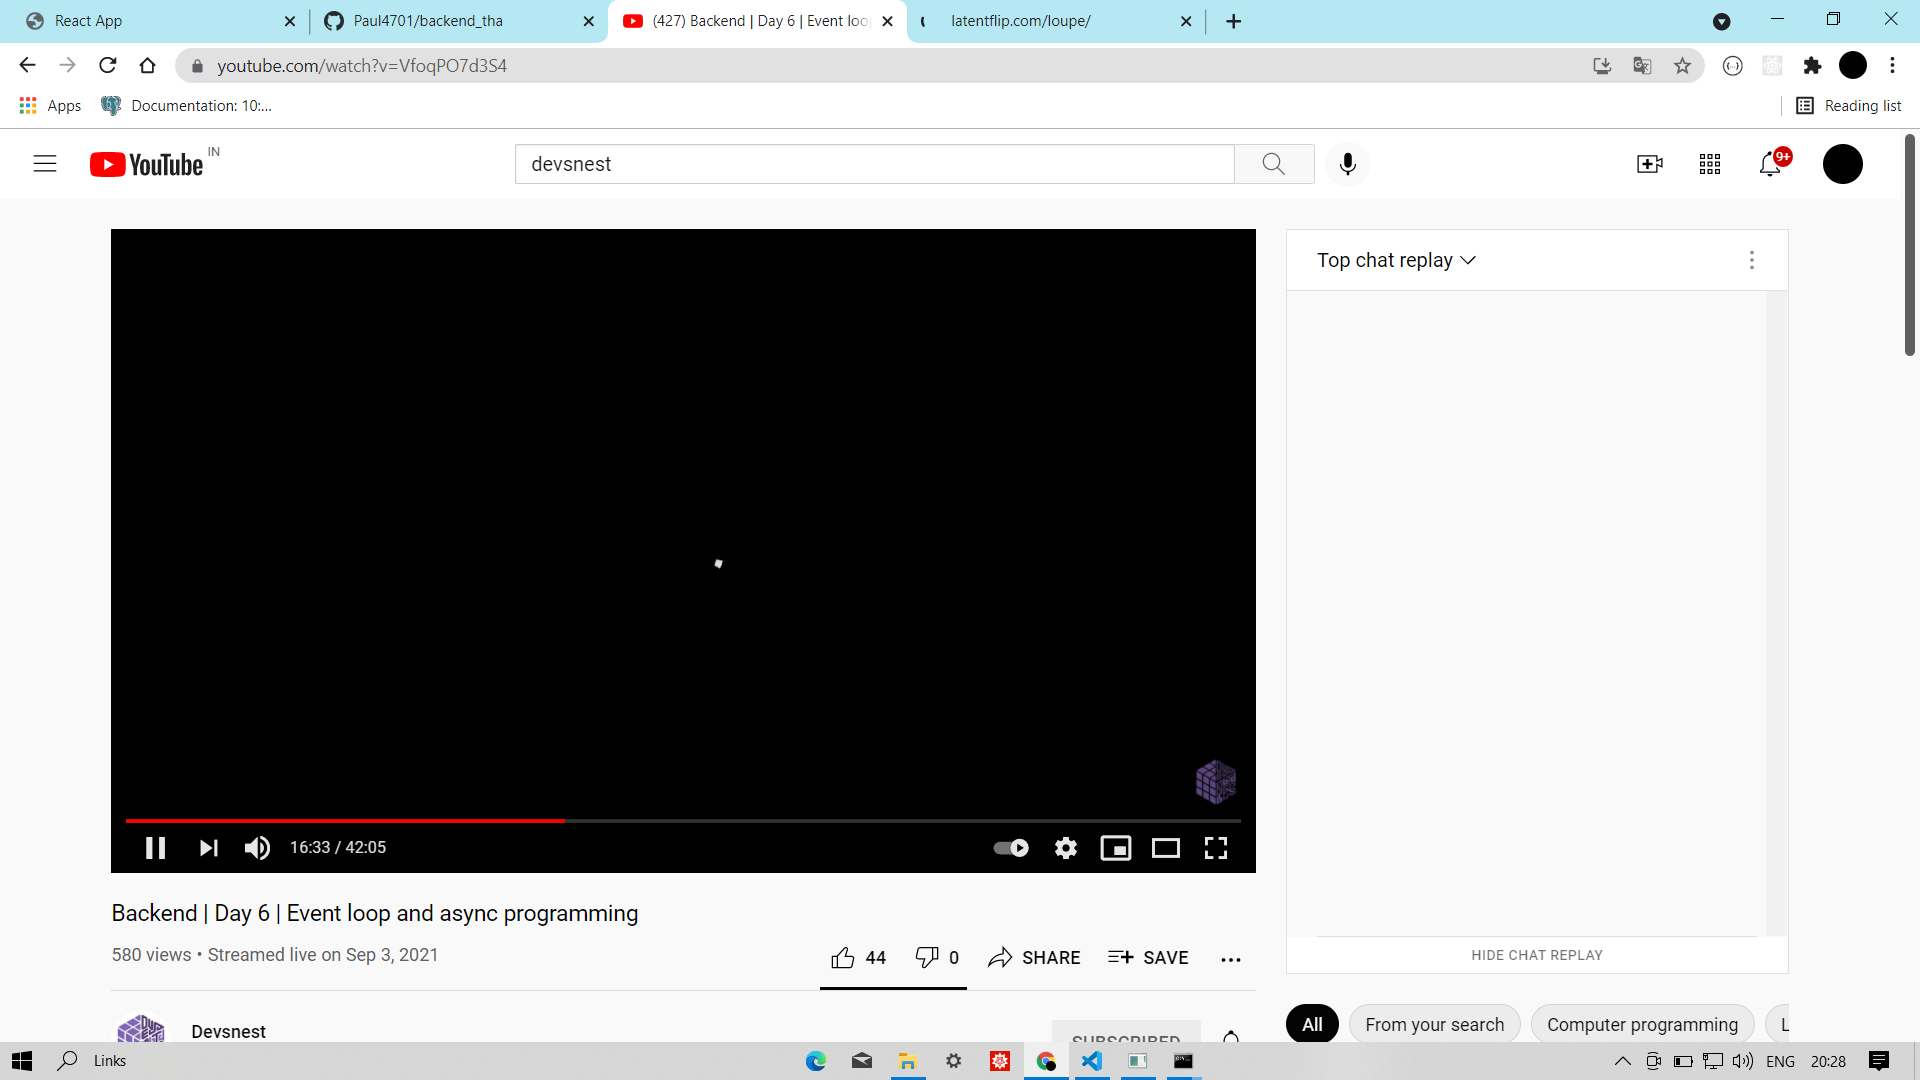 React App
Paul4701/backend_tha
(427) Backend | Day 6 | Event loo
latentflip.com/loupe/
youtube.com/watch?v=VfoqPO7d3S4
Apps
Documentation: 10:...
Reading list
YouTube IN
devsnest
9+
Top chat replay
16:33 / 42:05
Backend | Day 6 | Event loop and async programming
580 views • Streamed live on Sep 3, 2021
44
0
SHARE
SAVE
HIDE CHAT REPLAY
Devsnest
SUBSCRIBED
All
From your search
Computer programming
L
Links
ENG
20:28